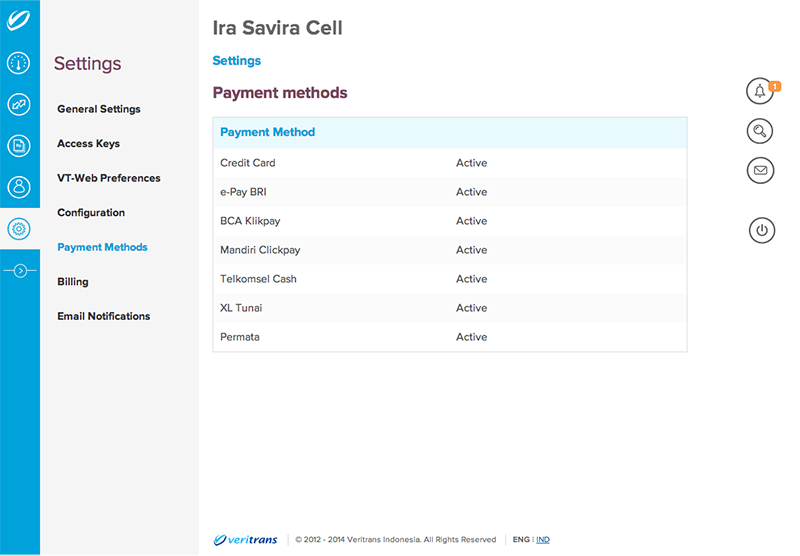 Ira Savira Cell
Settings
Settings
General Settings
Access Keys
VT-Web Preferences
Configuration
Payment Methods
Billing
Email Notifications
Payment methods
Payment Method
Credit Card Active
e-Pay BRI Active
BCA Klikpay Active
Mandiri Clickpay Active
Telkomsel Cash Active
XL Tunai Active
Permata Active
1
veritrans © 2012 - 2014 Veritrans Indonesia. All Rights Reserved ENG | IND